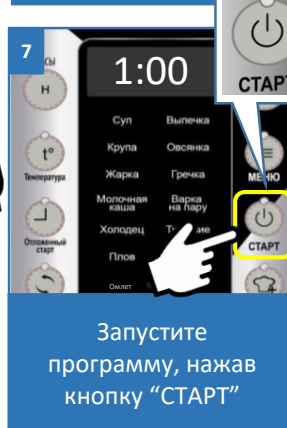 СТАРТ
7
СЫ
Н
1:00
Суп Выпечка
Крупа Овсянка
Жарка Гречка
Молочная каша
Варка на пару
Холодец
Плов
Омлет
t°
Температура
Отложенный
старт
МЕНЮ
СТАРТ
Запустите
программу, нажав
кнопку “СТАРТ”